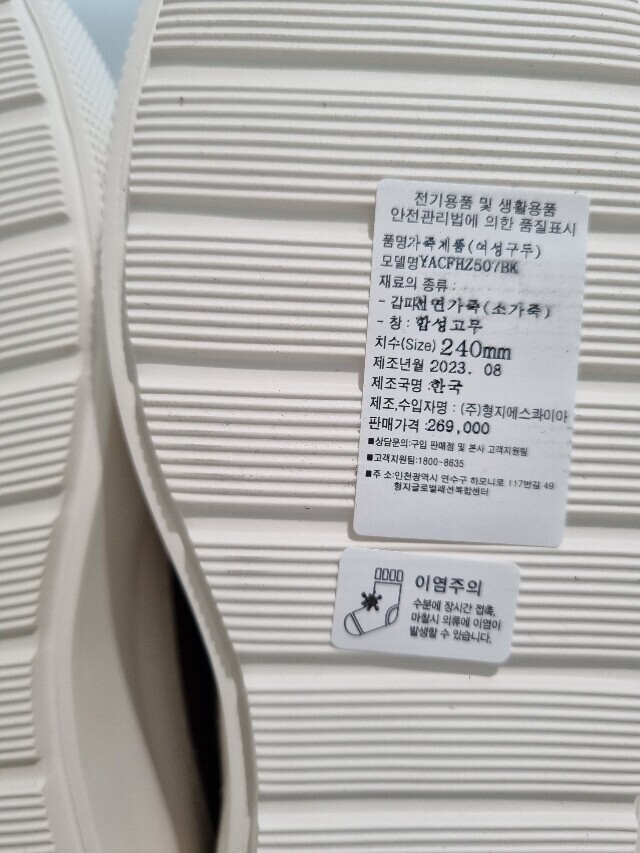 전기용품 및 생활용품
안전관리법에 의한 품질표시
품명가죽제품(여성구두)
모델명YACFHZ507BK
재료의 종류 :
- 갑피천연가죽(소가죽)
- 창 : 합성고무
치수(Size) 240mm
제조년월 2023. 08
제조국명 :한국
제조,수입자명 : (주)형지에스콰이아
판매가격 :269,000
■상담문의:구입 판매점 및 본사 고객지원팀
■고객지원팀:1800-8635
■주 소:인천광역시 연수구 하모니로 177번길 49
형지글로벌패션복합센터
이염주의
수분에 장시간 접촉,
마찰시 의류에 이염이
발생할 수 있습니다.